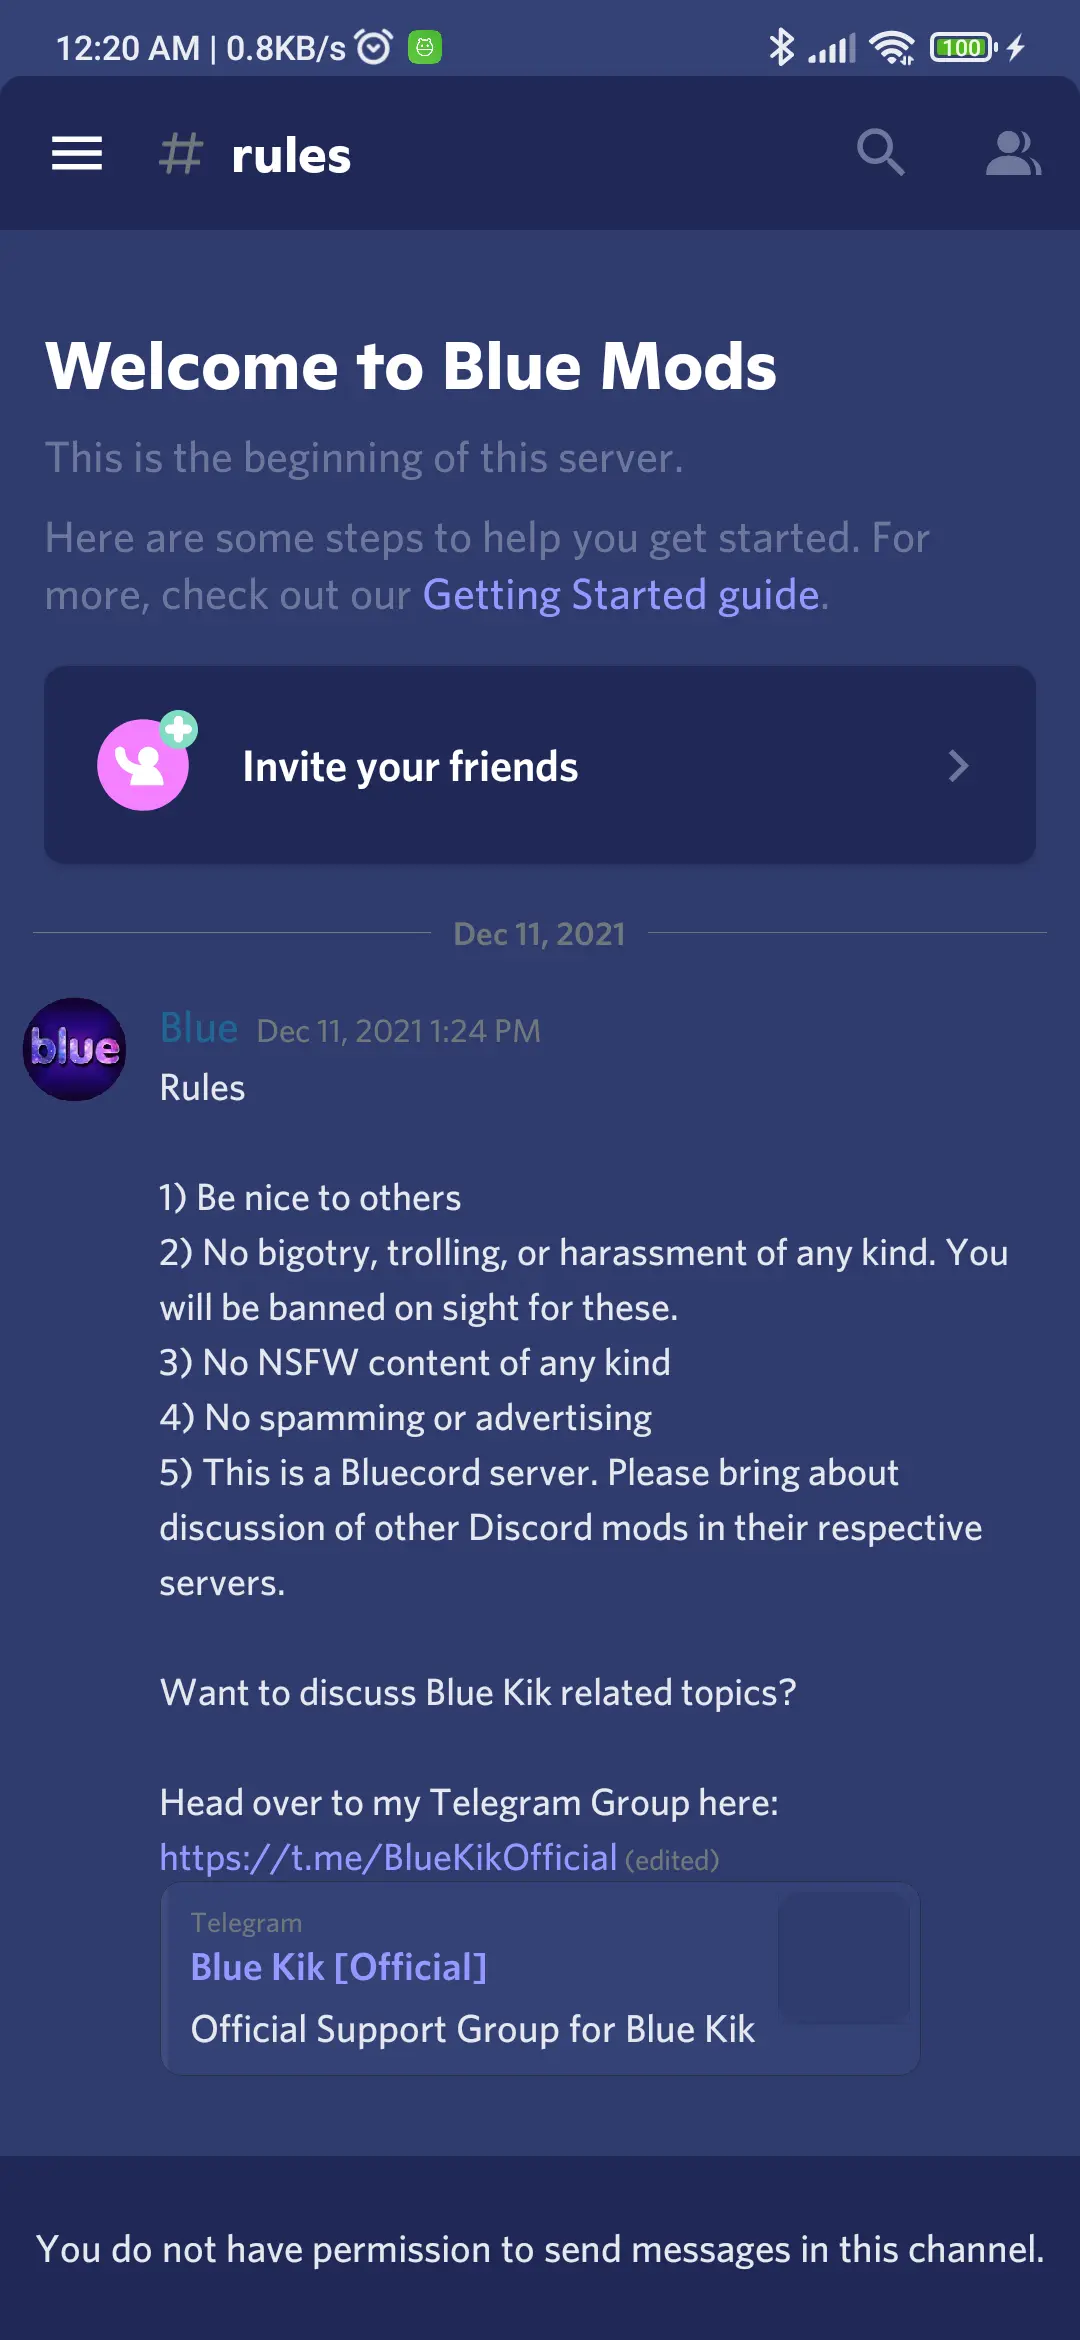 12:20 AM | 0.8KB/s
100
# rules
Welcome to Blue Mods
This is the beginning of this server.
Here are some steps to help you get started. For
more, check out our Getting Started guide.
Invite your friends
Dec 11, 2021
blue
Blue Dec 11, 2021 1:24 PM
Rules
1) Be nice to others
2) No bigotry, trolling, or harassment of any kind. You
will be banned on sight for these.
3) No NSFW content of any kind
4) No spamming or advertising
5) This is a Bluecord server. Please bring about
discussion of other Discord mods in their respective
servers.
Want to discuss Blue Kik related topics?
Head over to my Telegram Group here:
https://t.me/BlueKikOfficial (edited)
Telegram
Blue Kik [Official]
Official Support Group for Blue Kik
You do not have permission to send messages in this channel.